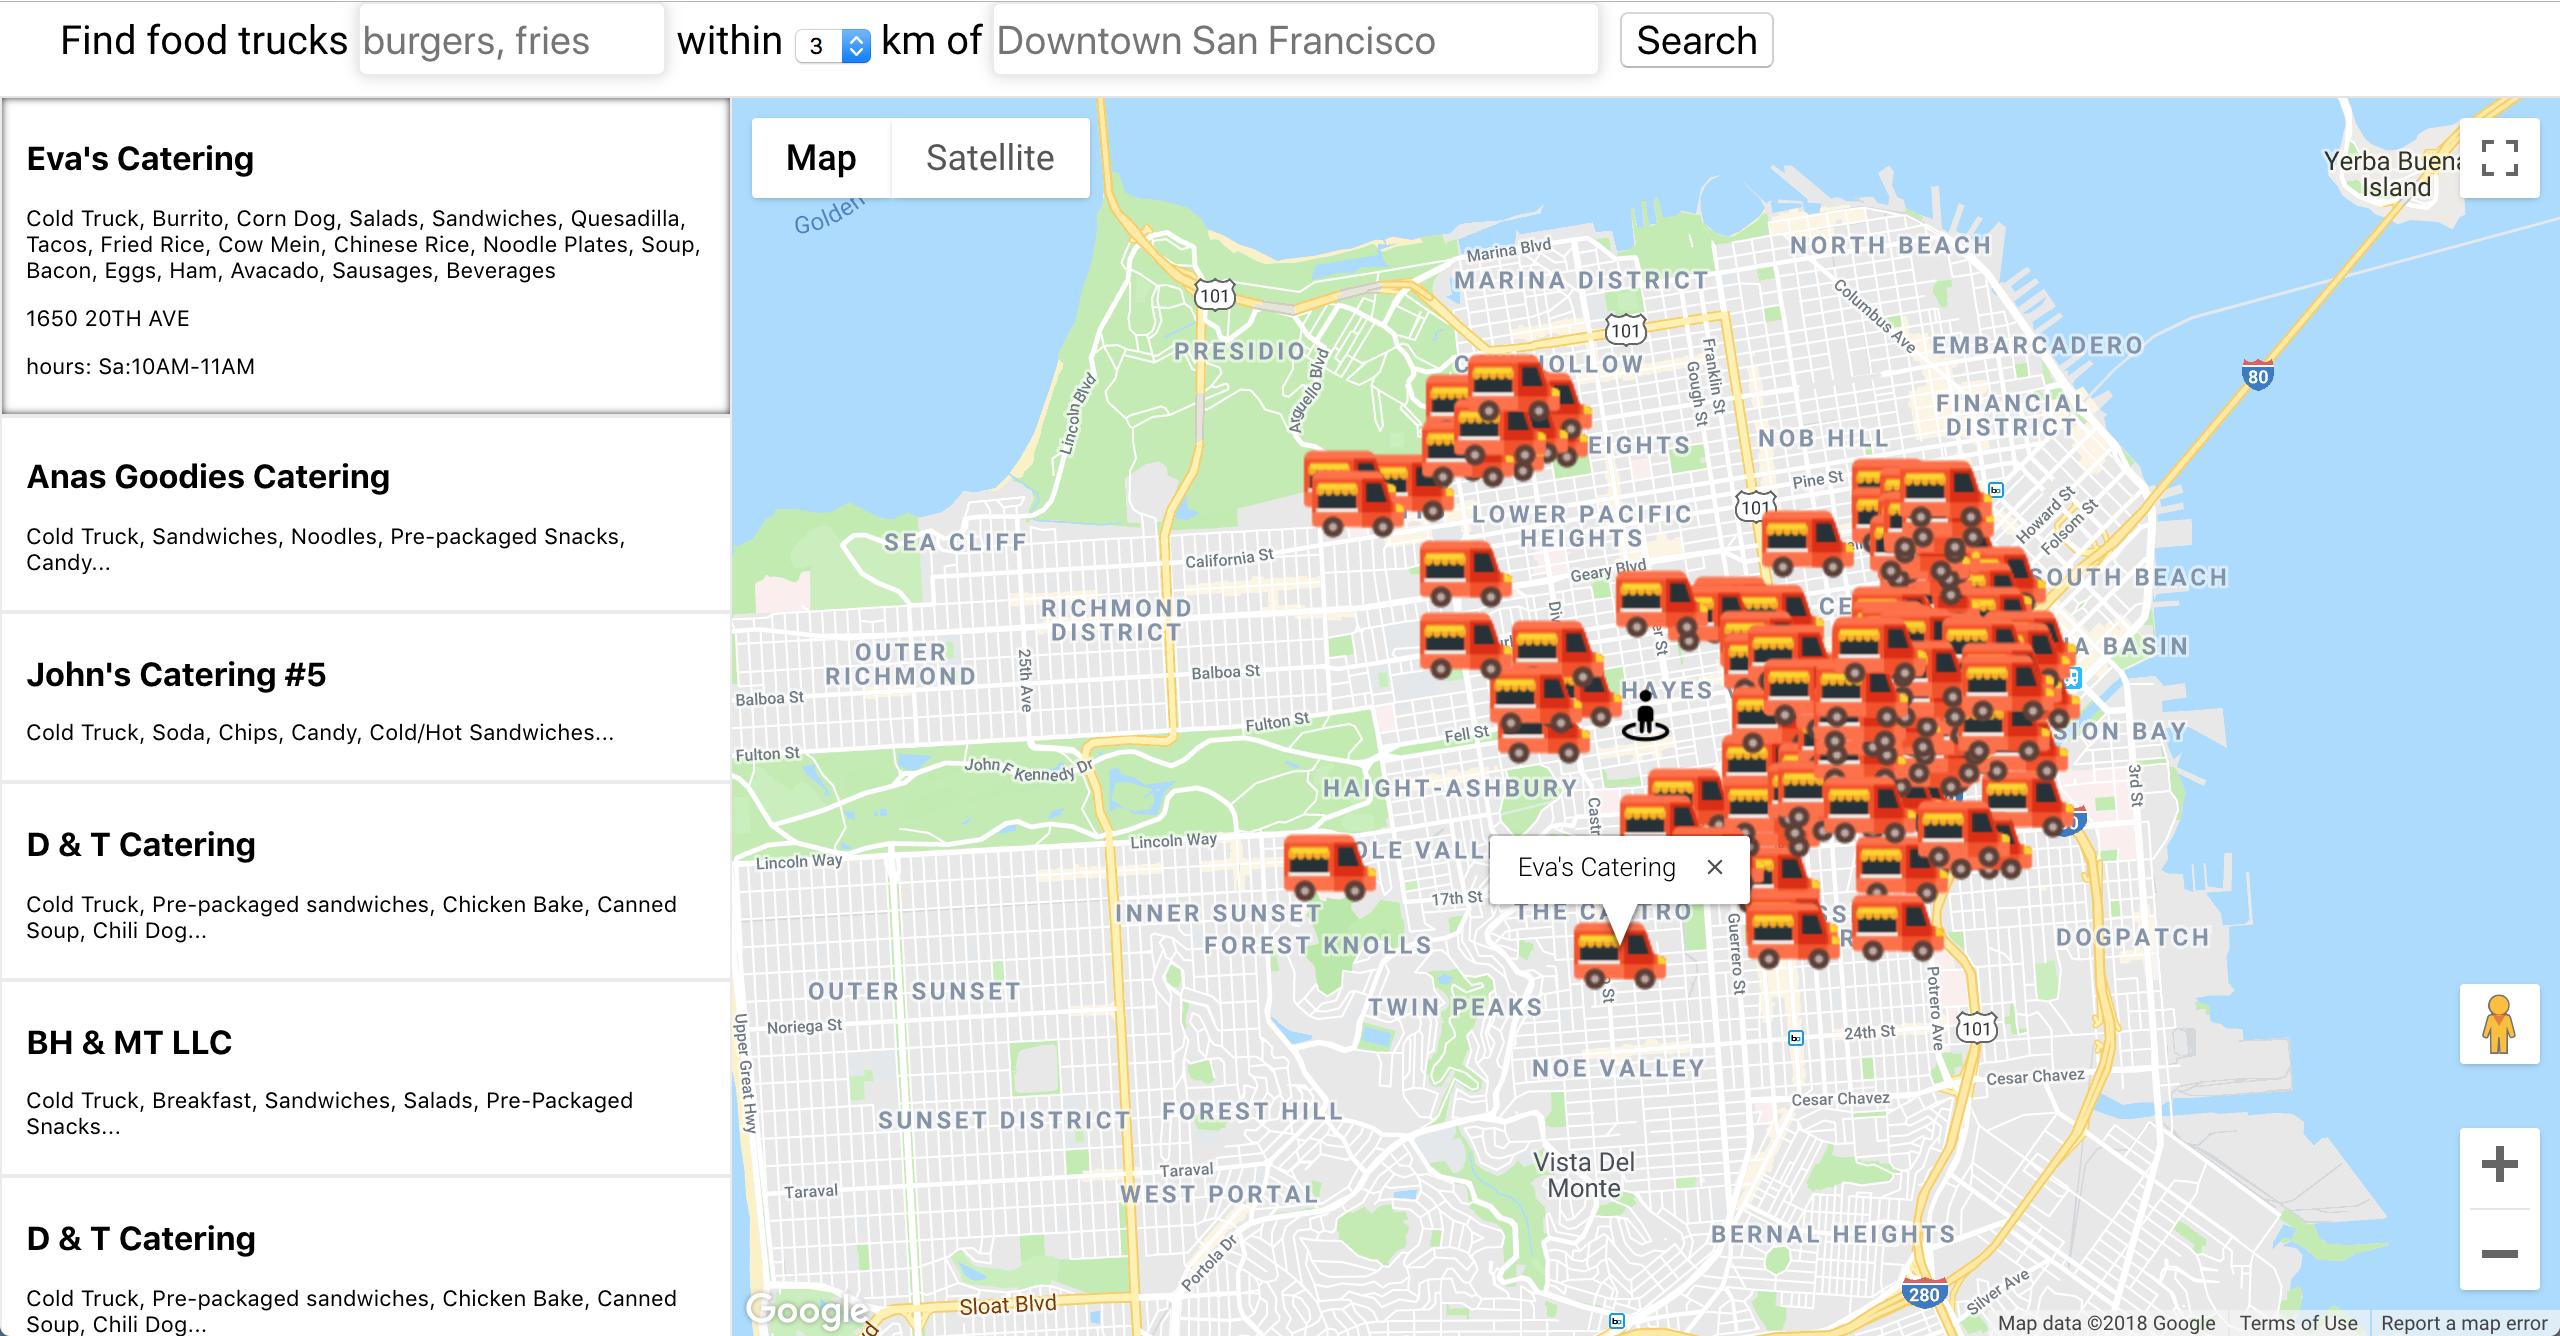 Find food trucks burgers, fries within 3 km of Downtown San Francisco Search
Eva's Catering
Cold Truck, Burrito, Corn Dog, Salads, Sandwiches, Quesadilla,
Tacos, Fried Rice, Cow Mein, Chinese Rice, Noodle Plates, Soup,
Bacon, Eggs, Ham, Avacado, Sausages, Beverages
1650 20TH AVE
hours: Sa:10AM-11AM
Anas Goodies Catering
Cold Truck, Sandwiches, Noodles, Pre-packaged Snacks,
Candy...
John's Catering #5
Cold Truck, Soda, Chips, Candy, Cold/Hot Sandwiches...
D & T Catering
Cold Truck, Pre-packaged sandwiches, Chicken Bake, Canned
Soup, Chili Dog...
BH & MT LLC
Cold Truck, Breakfast, Sandwiches, Salads, Pre-Packaged
Snacks...
D & T Catering
Cold Truck, Pre-packaged sandwiches, Chicken Bake, Canned
Soup, Chili Dog...
Map Satellite
Golden
Yerba Buena
Island
NORTH BEACH
Marina Blvd
MARINA DISTRICT
101
101
Columbus Ave
EMBARCADERO
PRESIDIO
Franklin St
Gough St
Arguello Blvd
Lincoln Blvd
80
FINANCIAL
DISTRICT
NOB HILL
EIGHTS
Pine St
101
Howard St
Folsom St
LOWER PACIFIC
HEIGHTS
SEA CLIFF
California St
Geary Blvd
SOUTH BEACH
RICHMOND
DISTRICT
OUTER
RICHMOND
25th Ave
Balboa St
Balboa St
A BASIN
HAYES
Fulton St
Fulton St
Fell St
SION BAY
John F Kennedy Dr
HAIGHT-ASHBURY
3rd St
Lincoln Way
Lincoln Way
OLE VALL
Eva's Catering
17th St
INNER SUNSET
THE CASTRO
Guerrero St
FOREST KNOLLS
DOGPATCH
OUTER SUNSET
Noriega St
TWIN PEAKS
Potrero Ave
24th St
101
Upper Great Hwy
NOE VALLEY
Cesar Chavez
Cesar Chavez
SUNSET DISTRICT
FOREST HILL
Vista Del
Monte
Taraval
Taraval
WEST PORTAL
BERNAL HEIGHTS
Portola Dr
280
Silver Ave
Sloat Blvd
Google
Map data ©2018 Google Terms of Use Report a map error